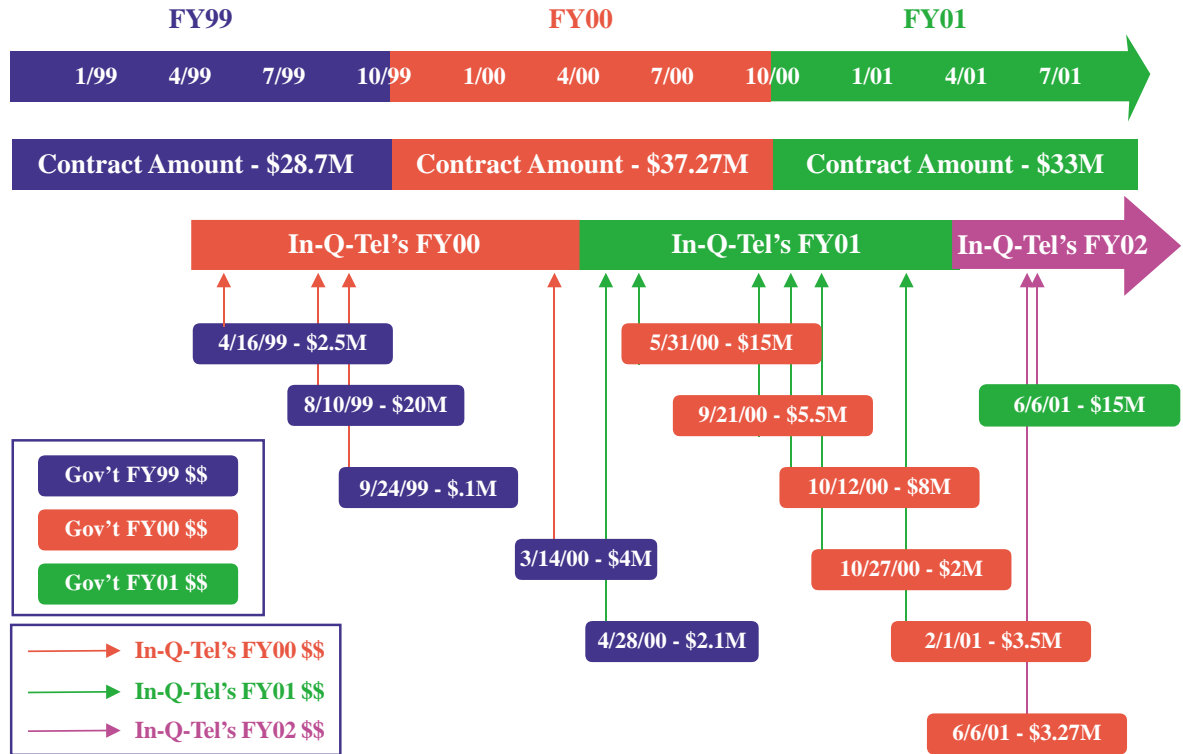 FY99 FY00 FY01
1/99 4/99 7/99 10/99 1/00 4/00 7/00 10/00 1/01 4/01 7/01
Contract Amount - $28.7M Contract Amount - $37.27M Contract Amount - $33M
In-Q-Tel’s FY00 In-Q-Tel’s FY01 In-Q-Tel’s FY02
4/16/99 - $2.5M 5/31/00 - $15M
8/10/99 - $20M 9/21/00 - $5.5M 6/6/01 - $15M
Gov’t FY99 $$ 9/24/99 - $.1M 10/12/00 - $8M
Gov’t FY00 $$
3/14/00 - $4M 10/27/00 - $2M
Gov’t FY01 $$
4/28/00 - $2.1M 2/1/01 - $3.5M
In-Q-Tel’s FY00 $$
In-Q-Tel’s FY01 $$
In-Q-Tel’s FY02 $$ 6/6/01 - $3.27M